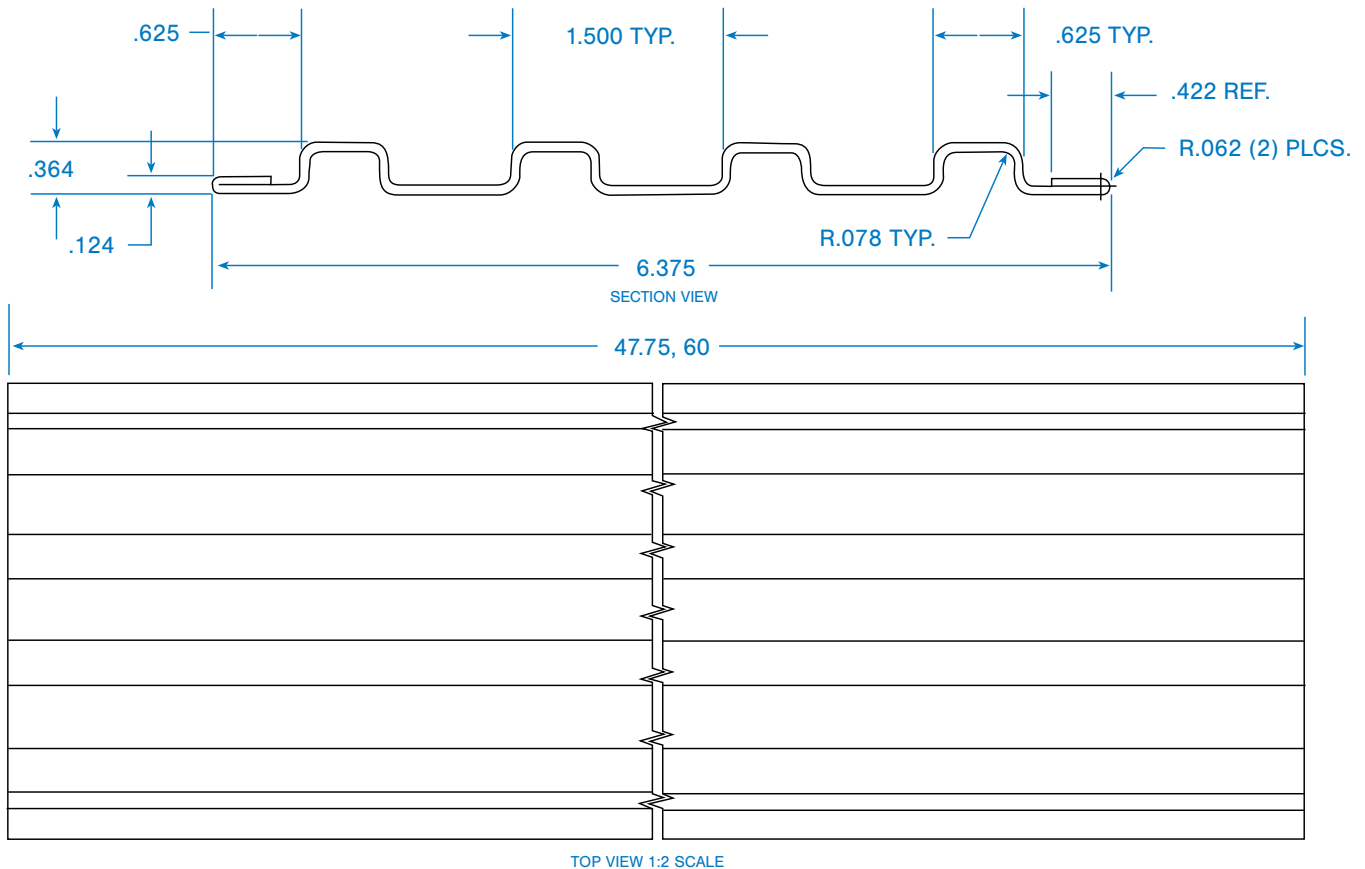 .625
1.500 TYP.
.625 TYP.
.422 REF.
R.062 (2) PLCS.
.364
.124
R.078 TYP.
6.375
SECTION VIEW
47.75, 60
TOP VIEW 1:2 SCALE